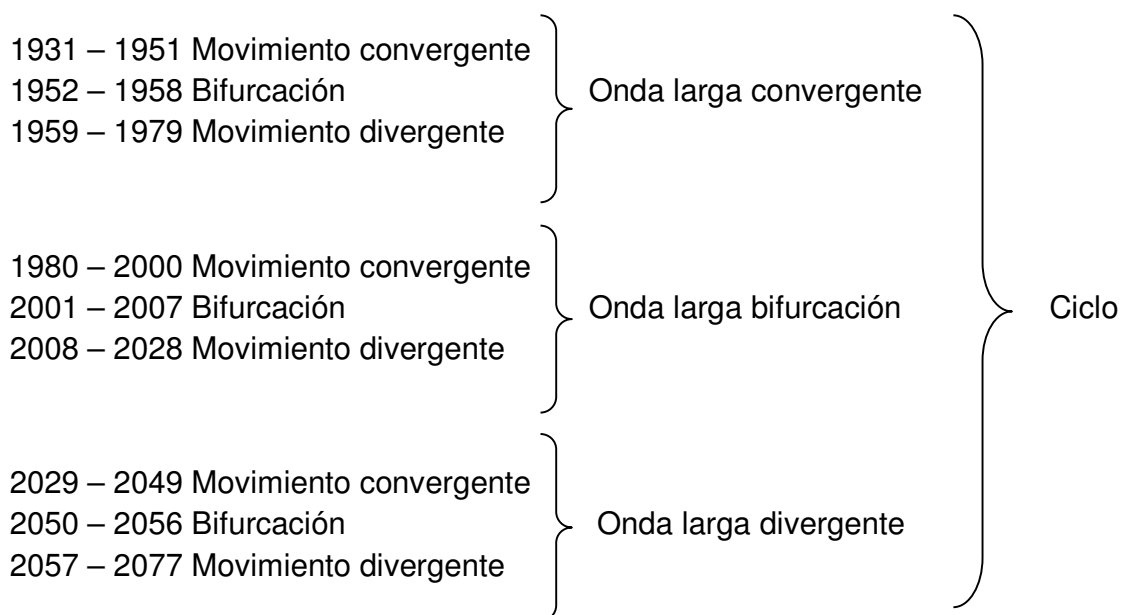 1931 – 1951 Movimiento convergente
1952 – 1958 Bifurcación
1959 – 1979 Movimiento divergente
Onda larga convergente
1980 – 2000 Movimiento convergente
2001 – 2007 Bifurcación
2008 – 2028 Movimiento divergente
Onda larga bifurcación
2029 – 2049 Movimiento convergente
2050 – 2056 Bifurcación
2057 – 2077 Movimiento divergente
Onda larga divergente
Ciclo